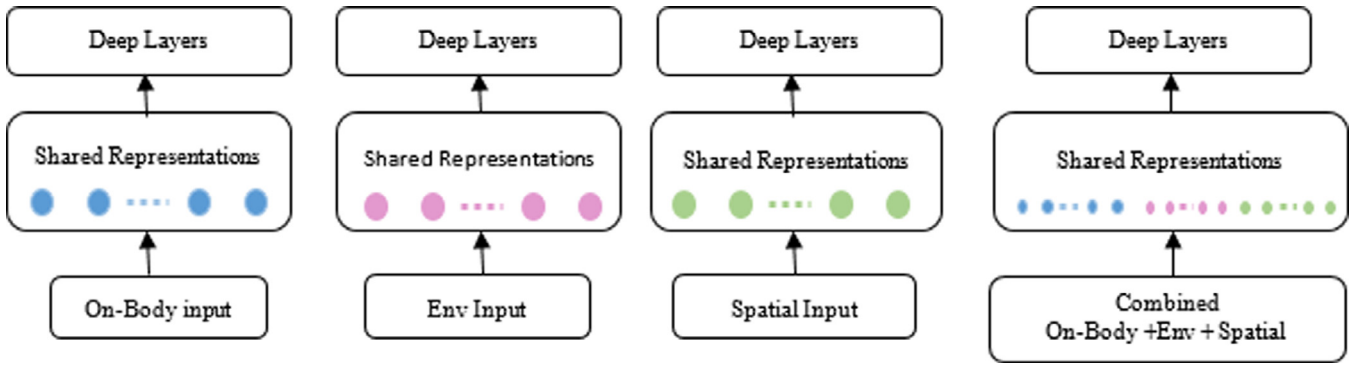 Deep Layers
Deep Layers
Deep Layers
Deep Layers
Shared Representations
Shared Representations
Shared Representations
Shared Representations
On-Body input
Env Input
Spatial Input
Combined
On-Body +Env + Spatial